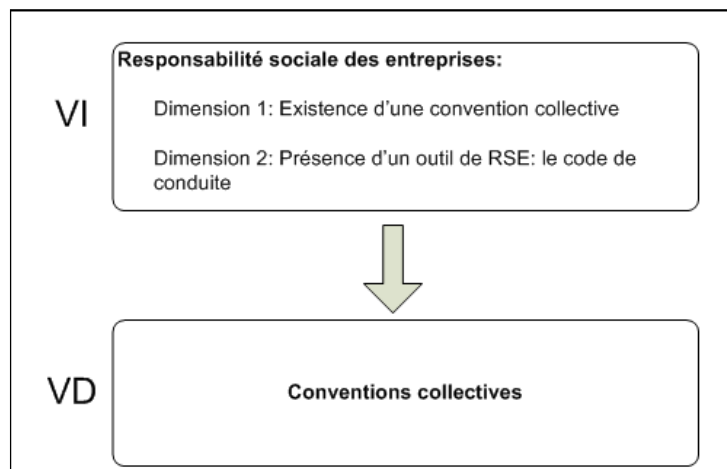 Responsabilité sociale des entreprises:
VI
Dimension 1: Existence d'une convention collective
Dimension 2: Présence d'un outil de RSE: le code de
conduite
VD
Conventions collectives